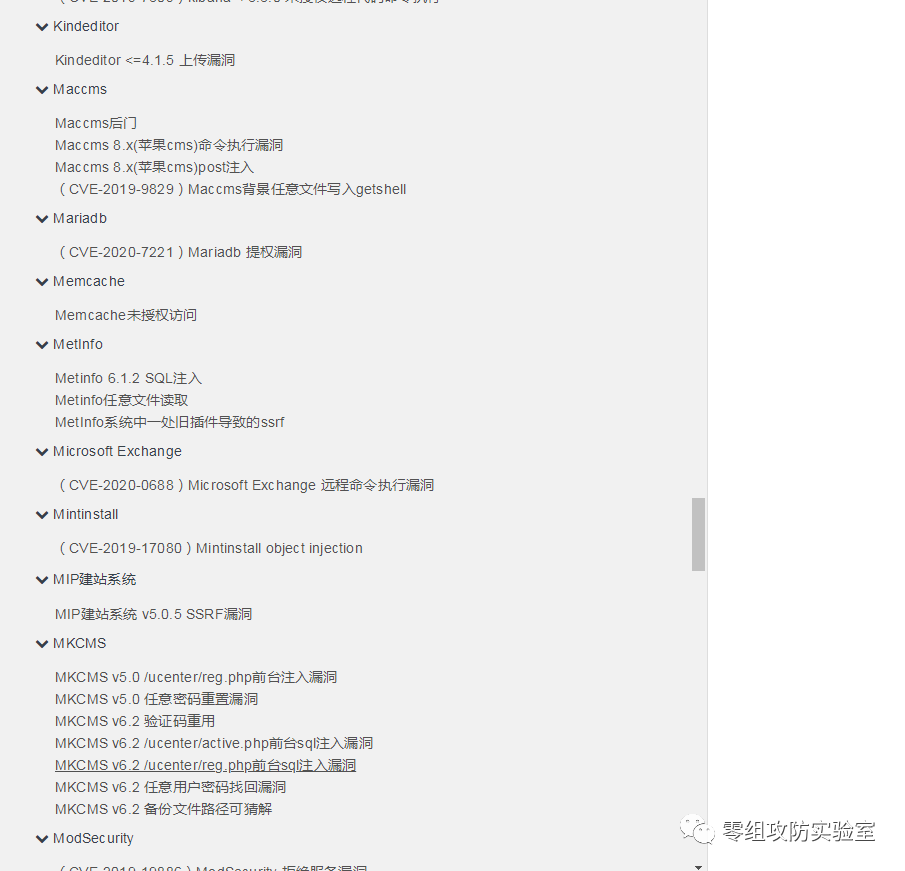 Kindeditor
Kindeditor <=4.1.5 上传漏洞
Maccms
Maccms后门
Maccms 8.x(苹果cms)命令执行漏洞
Maccms 8.x(苹果cms)post注入
（CVE-2019-9829）Maccms背景任意文件写入getshell
Mariadb
（CVE-2020-7221）Mariadb 提权漏洞
Memcache
Memcache未授权访问
MetInfo
Metinfo 6.1.2 SQL注入
Metinfo任意文件读取
MetInfo系统中一处旧插件导致的ssrf
Microsoft Exchange
（CVE-2020-0688）Microsoft Exchange 远程命令执行漏洞
Mintinstall
（CVE-2019-17080）Mintinstall object injection
MIP建站系统
MIP建站系统 v5.0.5 SSRF漏洞
MKCMS
MKCMS v5.0 /ucenter/reg.php前台注入漏洞
MKCMS v5.0 任意密码重置漏洞
MKCMS v6.2 验证码重用
MKCMS v6.2 /ucenter/active.php前台sql注入漏洞
MKCMS v6.2 /ucenter/reg.php前台sql注入漏洞
MKCMS v6.2 任意用户密码找回漏洞
MKCMS v6.2 备份文件路径可猜解
零组攻防实验室
ModSecurity